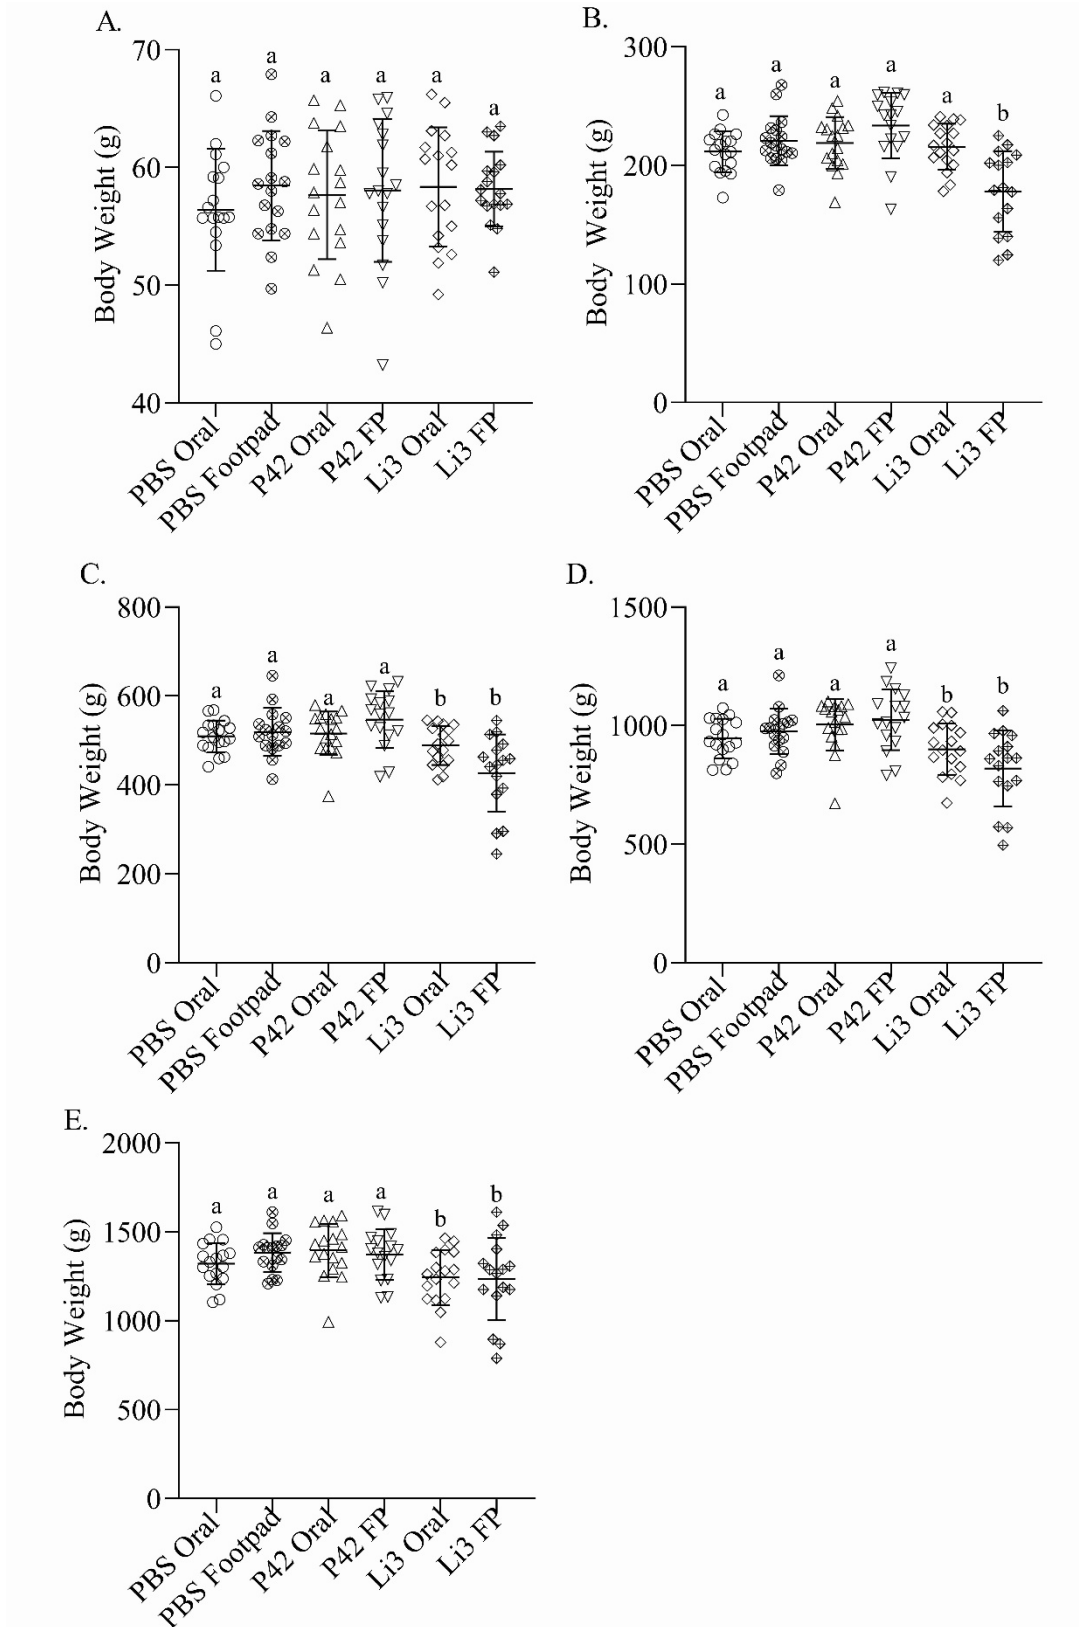 A.
70
60
50
40
Body Weight (g)
a a a a a a
PBS Oral
PBS Footpad
P42 Oral
P42 FP
Li3 Oral
Li3 FP
B.
300
200
100
0
Body Weight (g)
a a a a a b
PBS Oral
PBS Footpad
P42 Oral
P42 FP
Li3 Oral
Li3 FP
C.
800
600
400
200
0
Body Weight (g)
a a a a b b
PBS Oral
PBS Footpad
P42 Oral
P42 FP
Li3 Oral
Li3 FP
D.
1500
1000
500
0
Body Weight (g)
a a a a b b
PBS Oral
PBS Footpad
P42 Oral
P42 FP
Li3 Oral
Li3 FP
E.
2000
1500
1000
500
0
Body Weight (g)
a a a a b b
PBS Oral
PBS Footpad
P42 Oral
P42 FP
Li3 Oral
Li3 FP